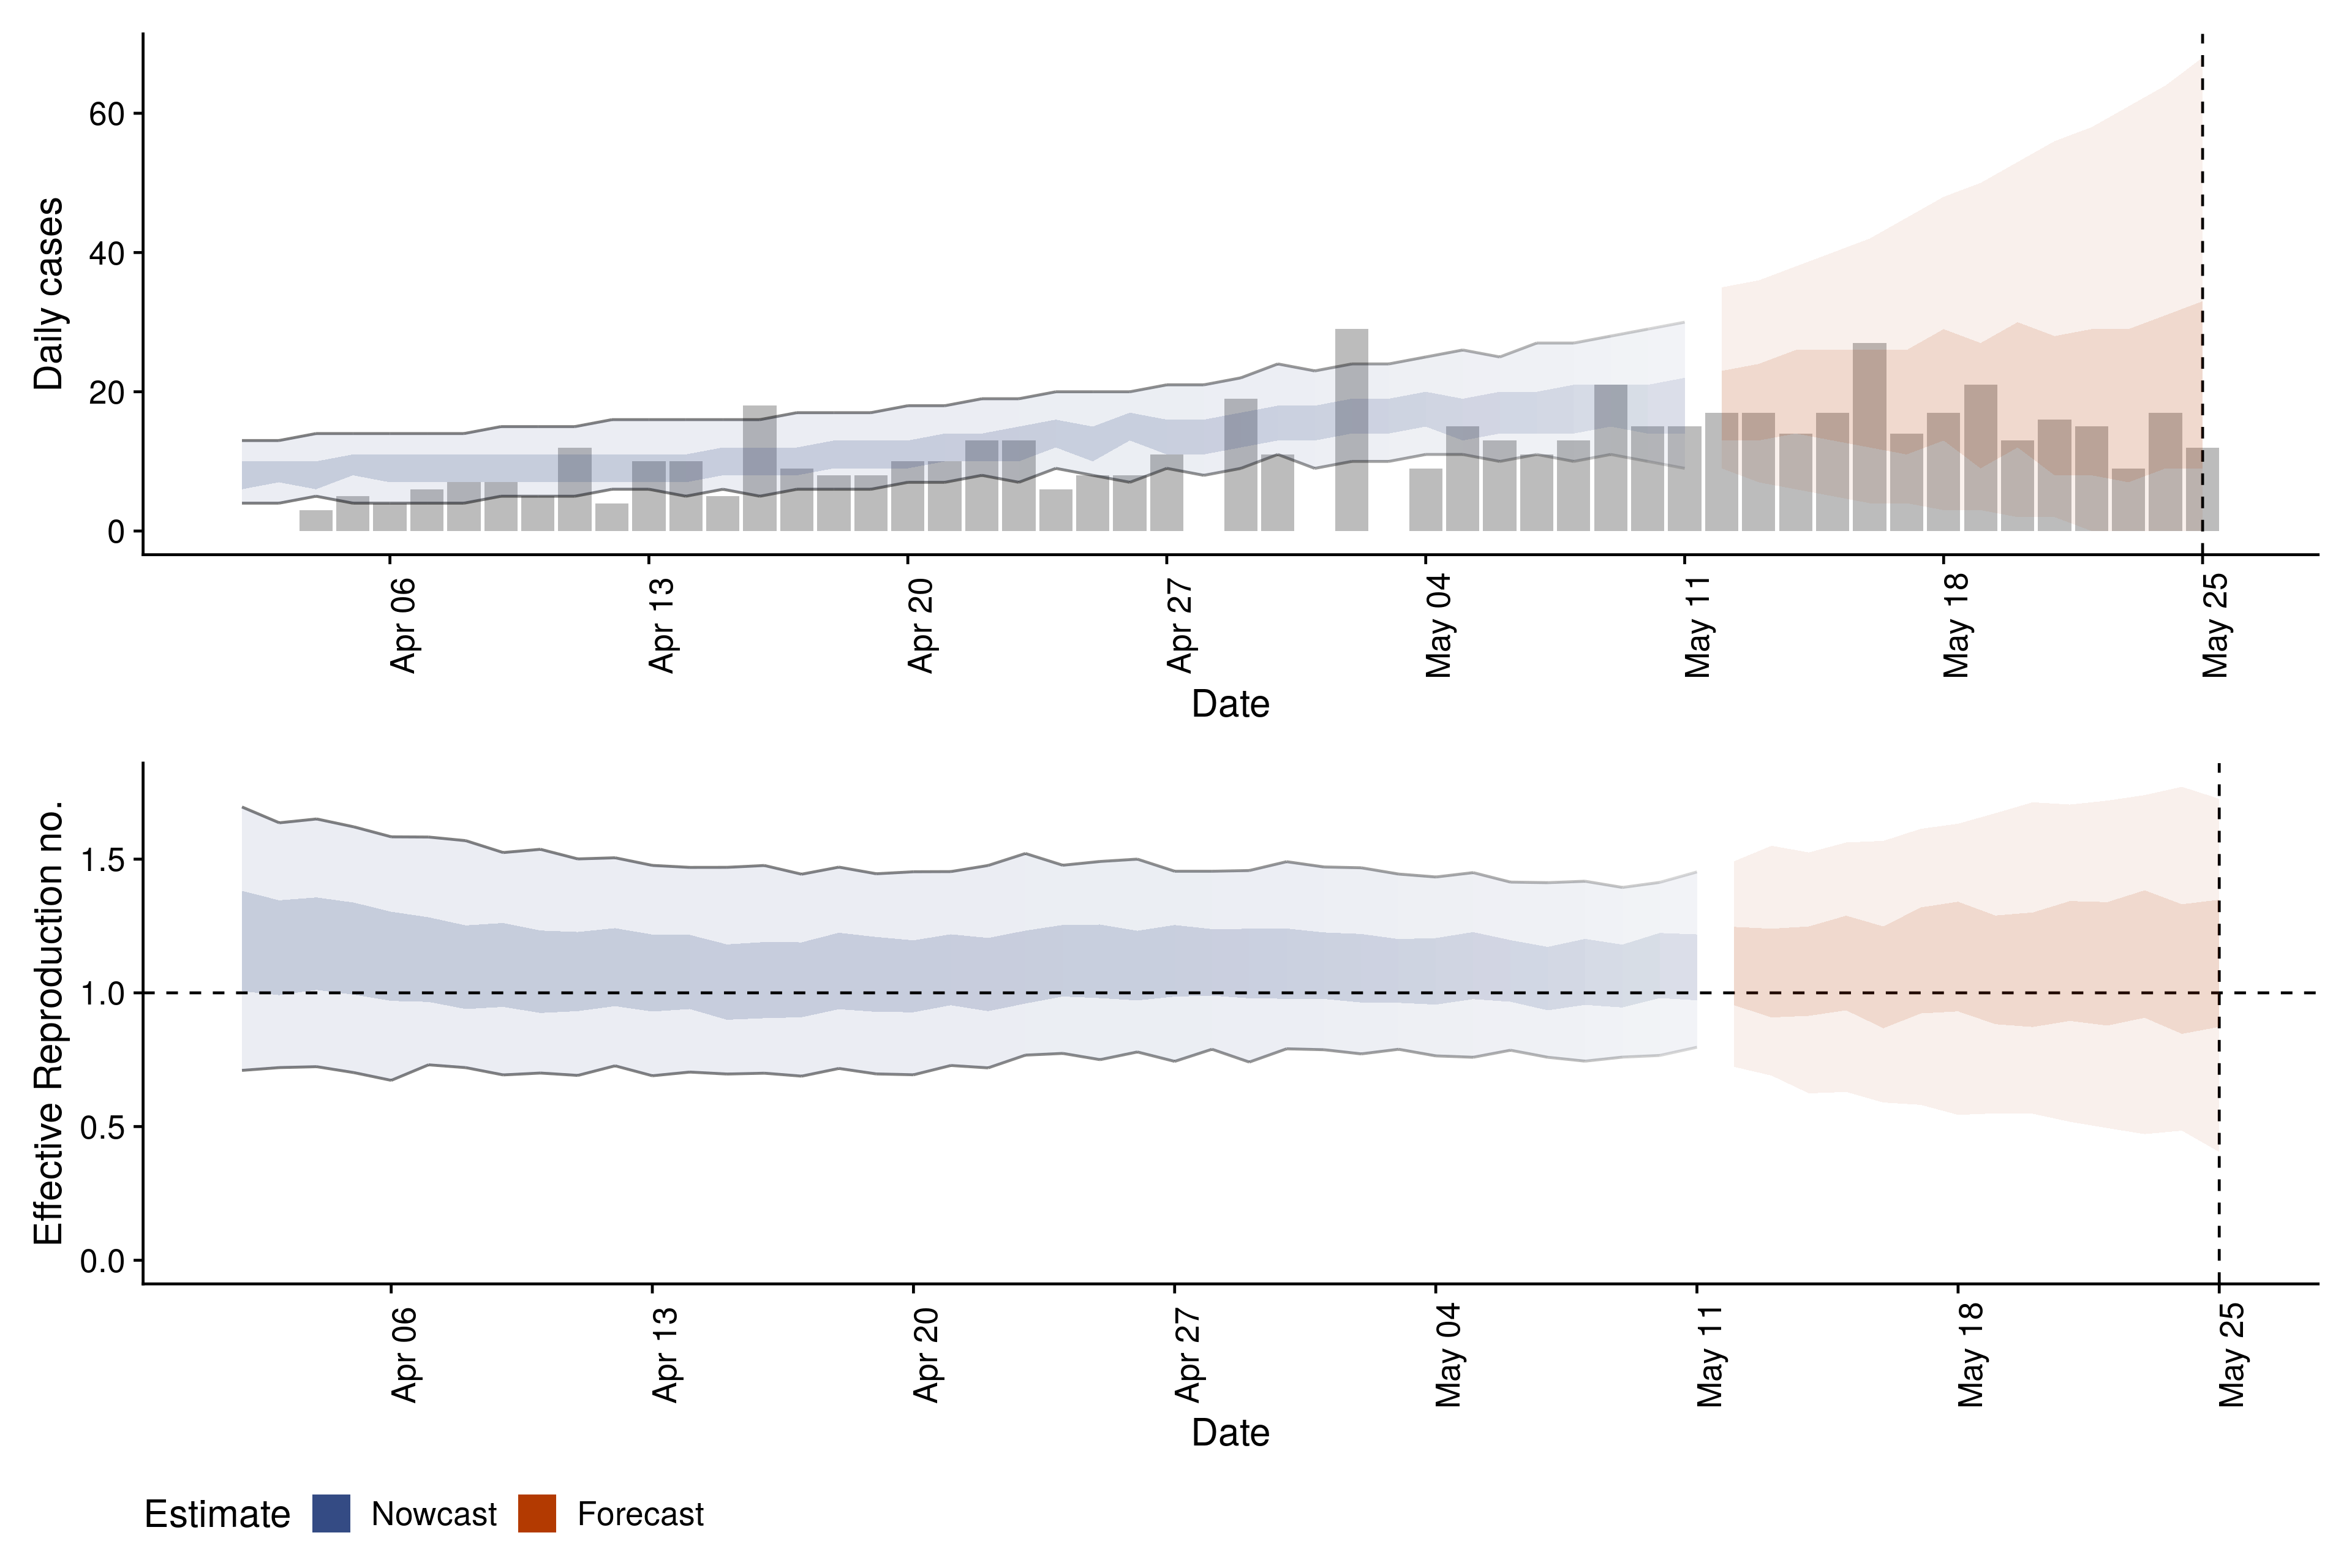 Daily cases
60
40
20
0
Apr 06
Apr 13
Apr 20
Apr 27
May 04
May 11
May 18
May 25
Date
Effective Reproduction no.
1.5
1.0
0.5
0.0
Apr 06
Apr 13
Apr 20
Apr 27
May 04
May 11
May 18
May 25
Date
Estimate Nowcast Forecast